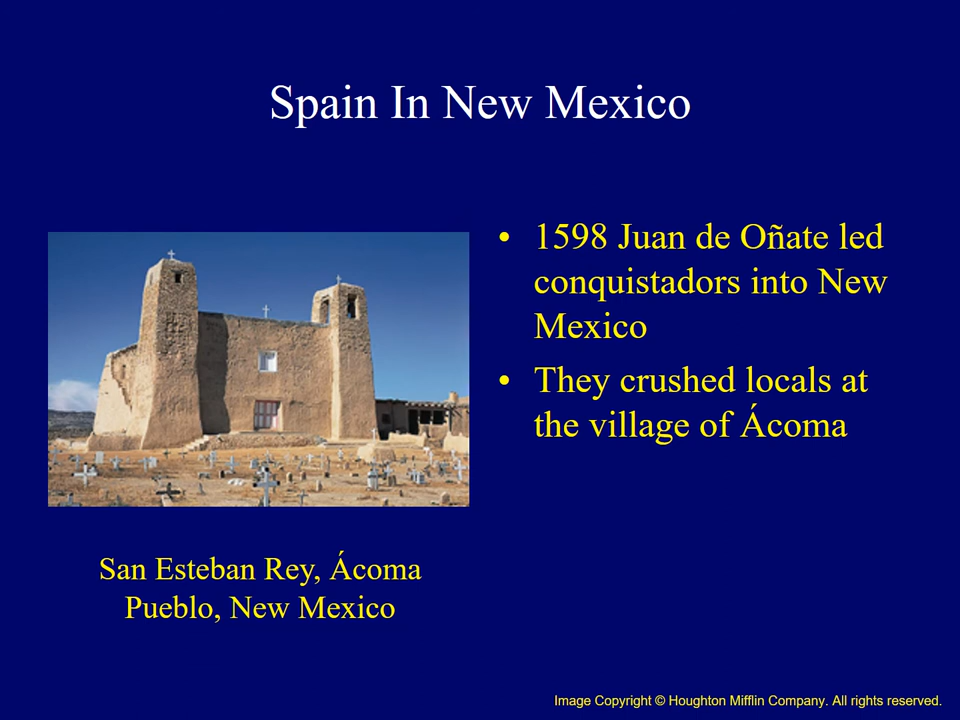 Spain In New Mexico
• 1598 Juan de Oñate led
conquistadors into New
Mexico
• They crushed locals at
the village of Ácoma
San Esteban Rey, Ácoma
Pueblo, New Mexico
Image Copyright © Houghton Mifflin Company. All rights reserved.